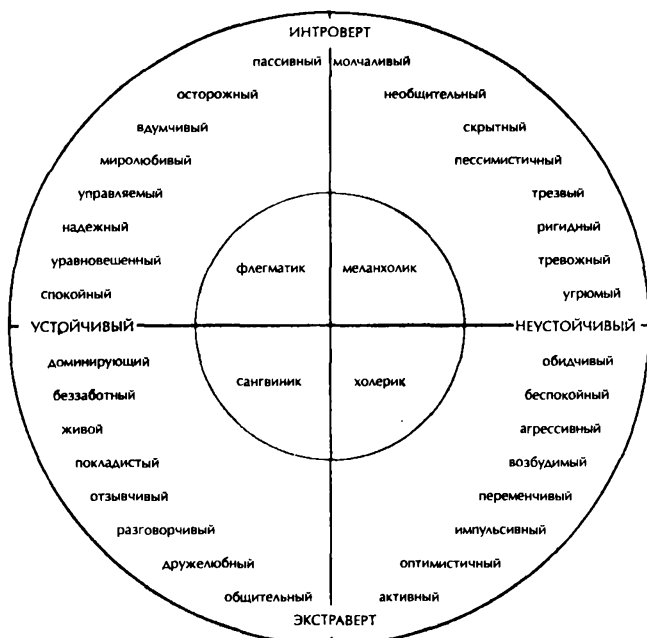 ИНТРОВЕРТ
пассивный молчаливый
осторожный необщительный
вдумчивый скрытный
миролюбивый пессимистичный
управляемый трезвый
надежный ригидный
уравновешенный тревожный
флегматик меланхолик
спокойный угрюмый
УСТОЙЧИВЫЙ НЕУСТОЙЧИВЫЙ
доминирующий обидчивый
сангвиник холерик
беззаботный беспокойный
живой агрессивный
покладистый возбудимый
отзывчивый переменчивый
разговорчивый импульсивный
дружелюбный оптимистичный
общительный активный
ЭКСТРАВЕРТ